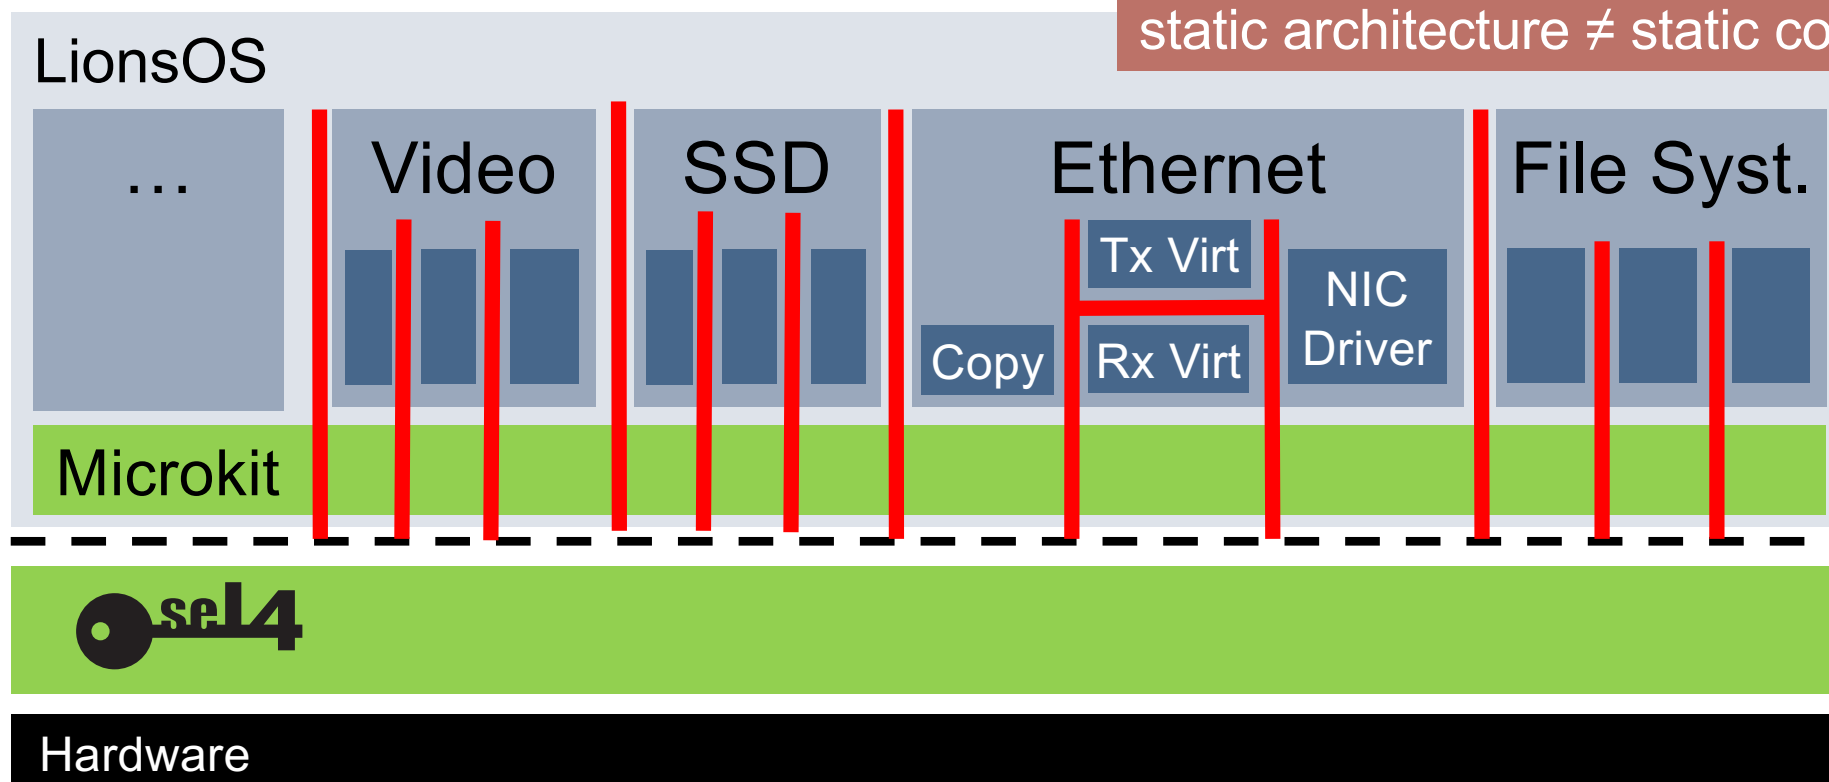 static architecture ≠ static co
LionsOS
…
Video
SSD
Ethernet
File Syst.
Tx Virt
NIC
Driver
Copy
Rx Virt
Microkit
seL4
Hardware